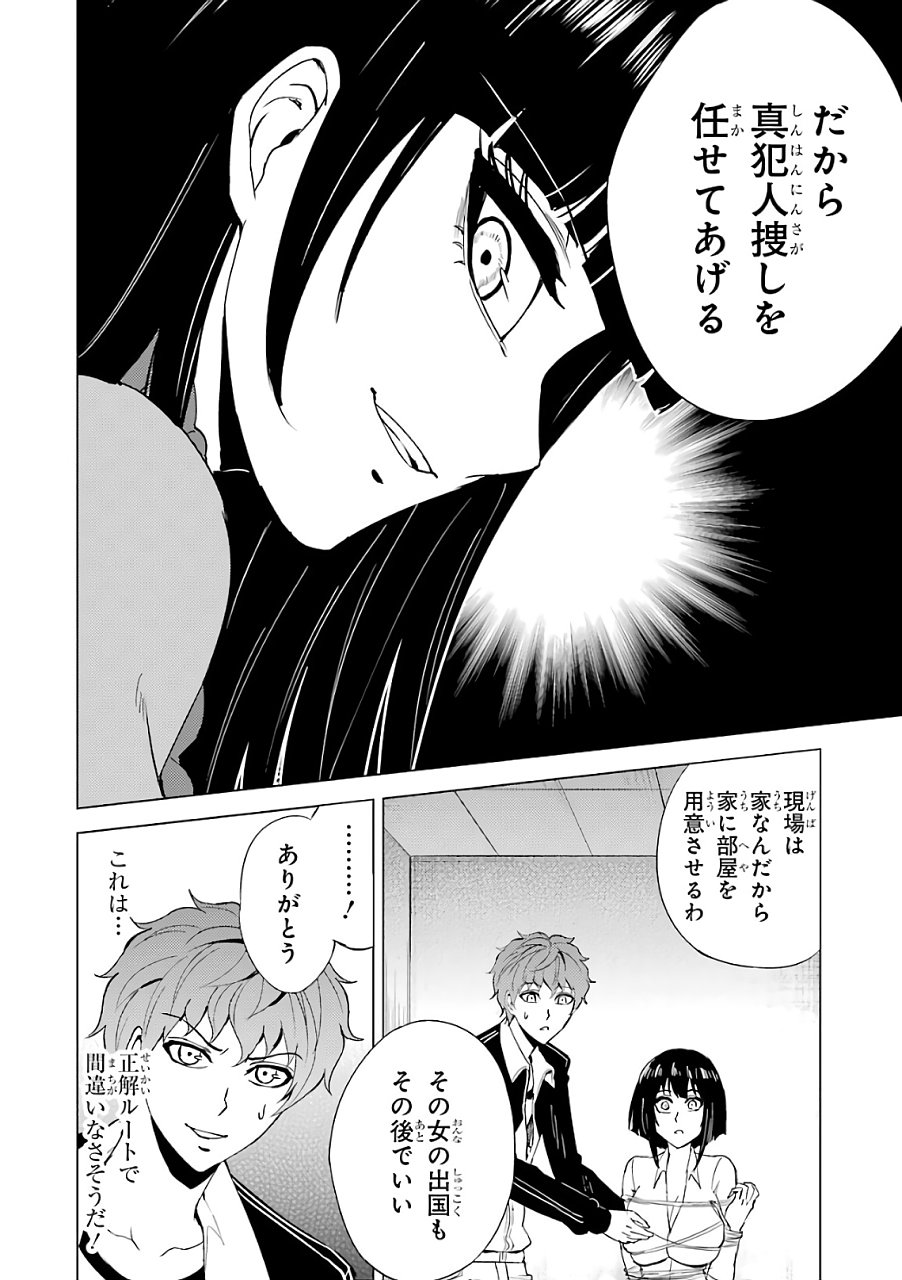 だから
真犯人捜しを
任せてあげる
現場は
家なんだから
家に部屋を
用意させるわ
その女の出国も
その後でいい
………！
ありがとう
これは…
正解ルートで
間違いなさそうだ！